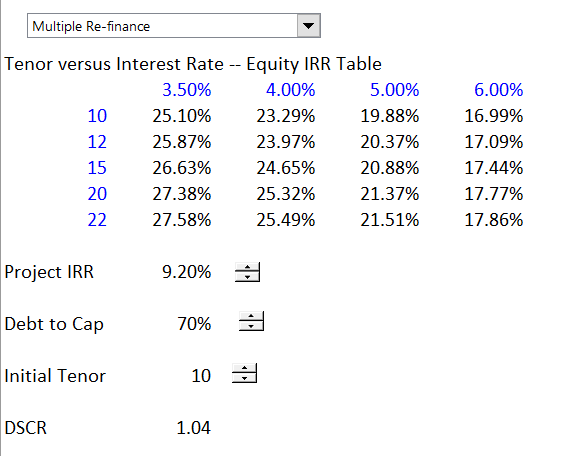 Multiple Re-finance
Tenor versus Interest Rate -- Equity IRR Table
3.50% 4.00% 5.00% 6.00%
10 25.10% 23.29% 19.88% 16.99%
12 25.87% 23.97% 20.37% 17.09%
15 26.63% 24.65% 20.88% 17.44%
20 27.38% 25.32% 21.37% 17.77%
22 27.58% 25.49% 21.51% 17.86%
Project IRR 9.20%
Debt to Cap 70%
Initial Tenor 10
DSCR 1.04